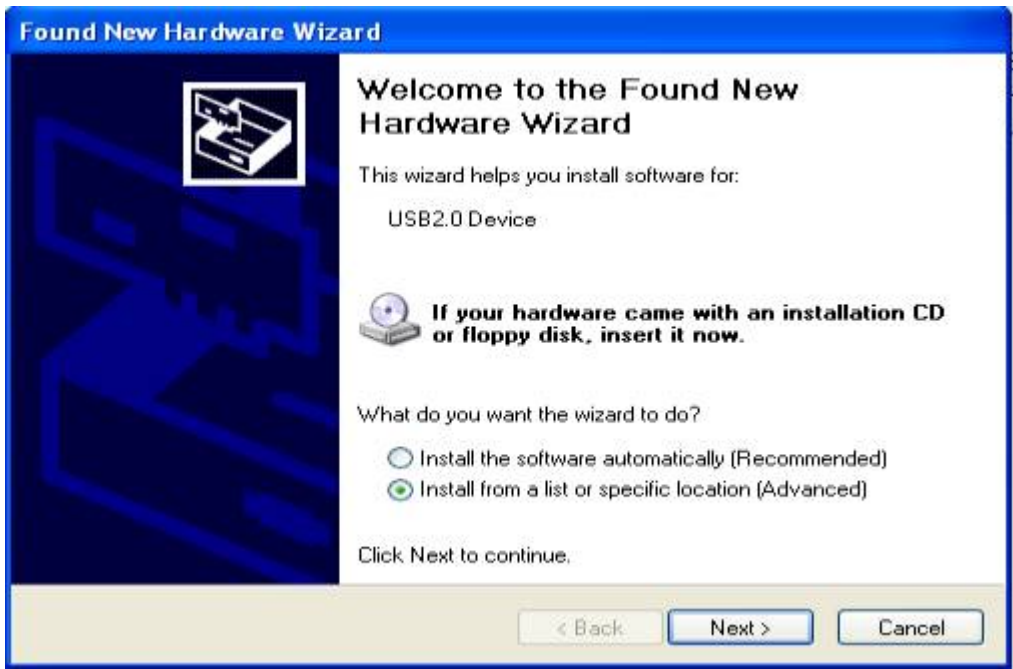 Found New Hardware Wizard
Welcome to the Found New
Hardware Wizard
This wizard helps you install software for:
USB2.0 Device
If your hardware came with an installation CD
or floppy disk, insert it now.
What do you want the wizard to do?
Install the software automatically (Recommended)
Install from a list or specific location (Advanced)
Click Next to continue.
< Back
Next >
Cancel